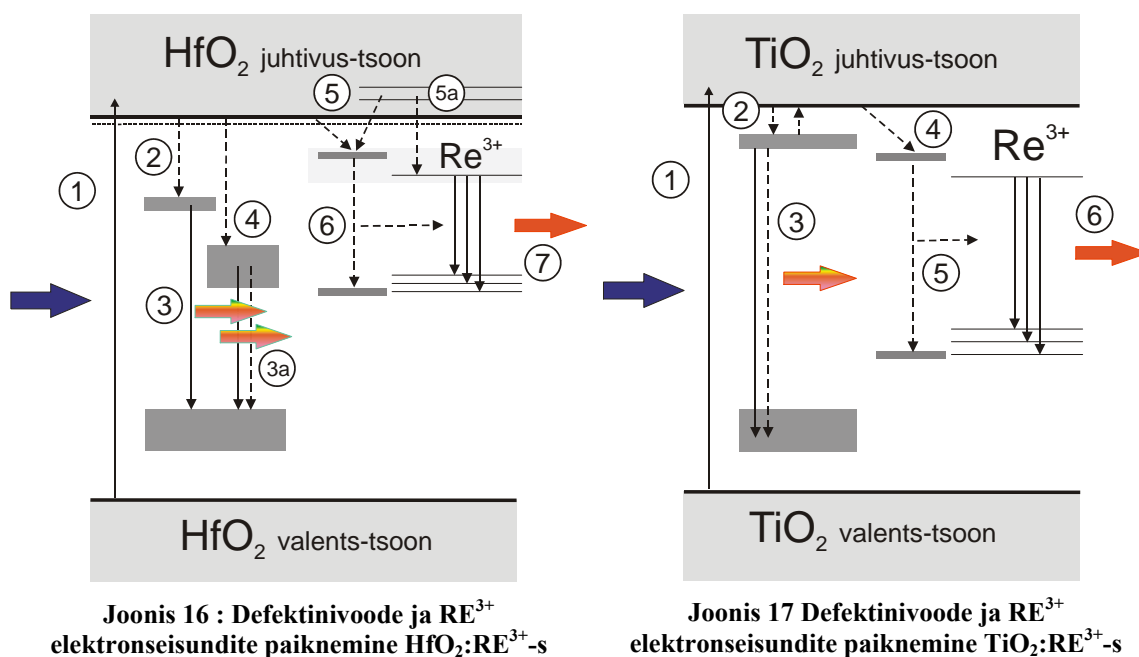 HfO₂ juhtivus-tsoon
5
5a
2
Re³⁺
1
4
6
7
3
3a
HfO₂ valents-tsoon
Joonis 16 : Defektinivoode ja RE³⁺
elektronseisundite paiknemine HfO₂:RE³⁺-s
TiO₂ juhtivus-tsoon
2
4
Re³⁺
1
3
6
5
TiO₂ valents-tsoon
Joonis 17 Defektinivoode ja RE³⁺
elektronseisundite paiknemine TiO₂:RE³⁺-s